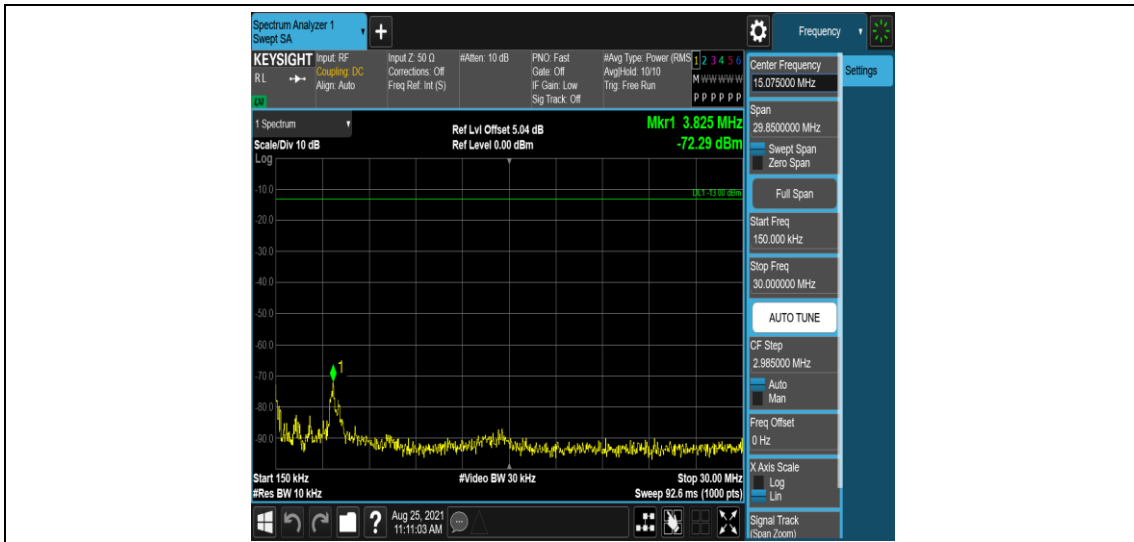 Spectrum Analyzer 1
Swept SA
+
Frequency
KEYSIGHT
RL
LXI
Input: RF
Coupling: DC
Align: Auto
Input Z: 50 Ω
Corrections: Off
Freq Ref: Int (S)
#Atten: 10 dB
PNO: Fast
Gate: Off
IF Gain: Low
Sig Track: Off
#Avg Type: Power (RMS
Avg|Hold: 10/10
Trig: Free Run
1 2 3 4 5 6
M W W W W W
P P P P P P
1 Spectrum
Scale/Div 10 dB
Log
Ref Lvl Offset 5.04 dB
Ref Level 0.00 dBm
Mkr1 3.825 MHz
-72.29 dBm
DL1 -13.00 dBm
-10.0
-20.0
-30.0
-40.0
-50.0
-60.0
-70.0
-80.0
-90.0
1
Start 150 kHz
#Res BW 10 kHz
#Video BW 30 kHz
Stop 30.00 MHz
Sweep 92.6 ms (1000 pts)
Center Frequency
15.075000 MHz
Settings
Span
29.8500000 MHz
Swept Span
Zero Span
Full Span
Start Freq
150.000 kHz
Stop Freq
30.000000 MHz
AUTO TUNE
CF Step
2.985000 MHz
Auto
Man
Freq Offset
0 Hz
X Axis Scale
Log
Lin
Signal Track
(Span Zoom)
?
Aug 25, 2021
11:11:03 AM